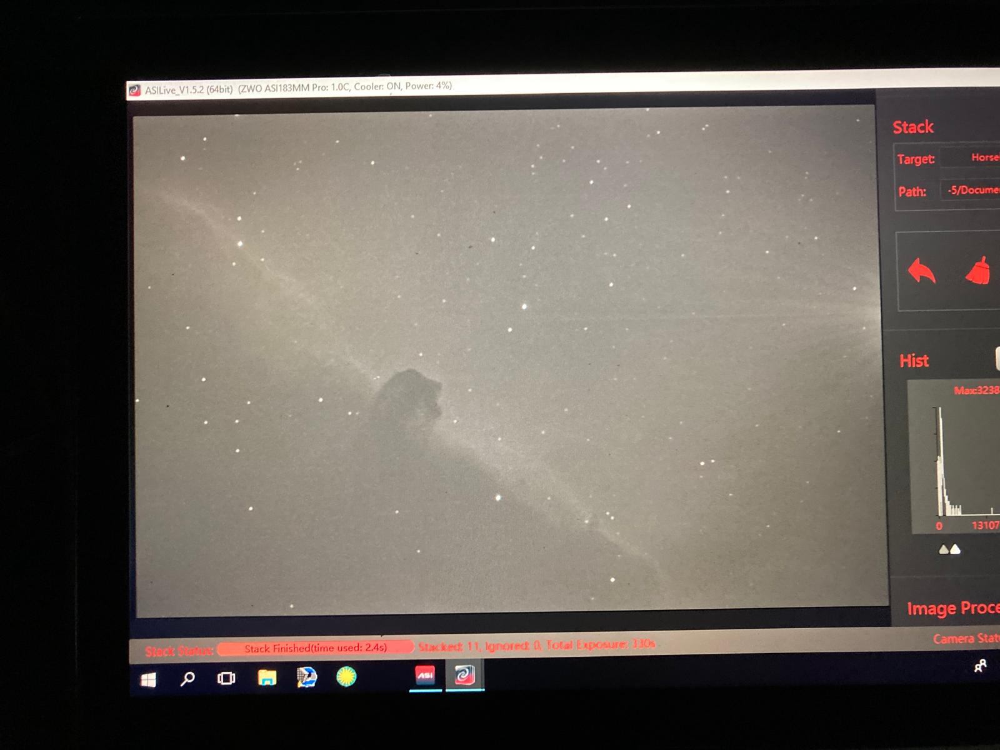 ASILive_V1.5.2 (64bit) (ZWO ASI183MM Pro: 1.0C, Cooler: ON, Power: 4%)
Stack
Target: Horse
Path: -5/Docume
Hist
Max:3238
0 13107
Image Proce
Camera Stat
Stack Status: Stack Finished(time used: 2.4s) Stacked: 11, Ignored: 0, Total Exposure: 330s
ASI